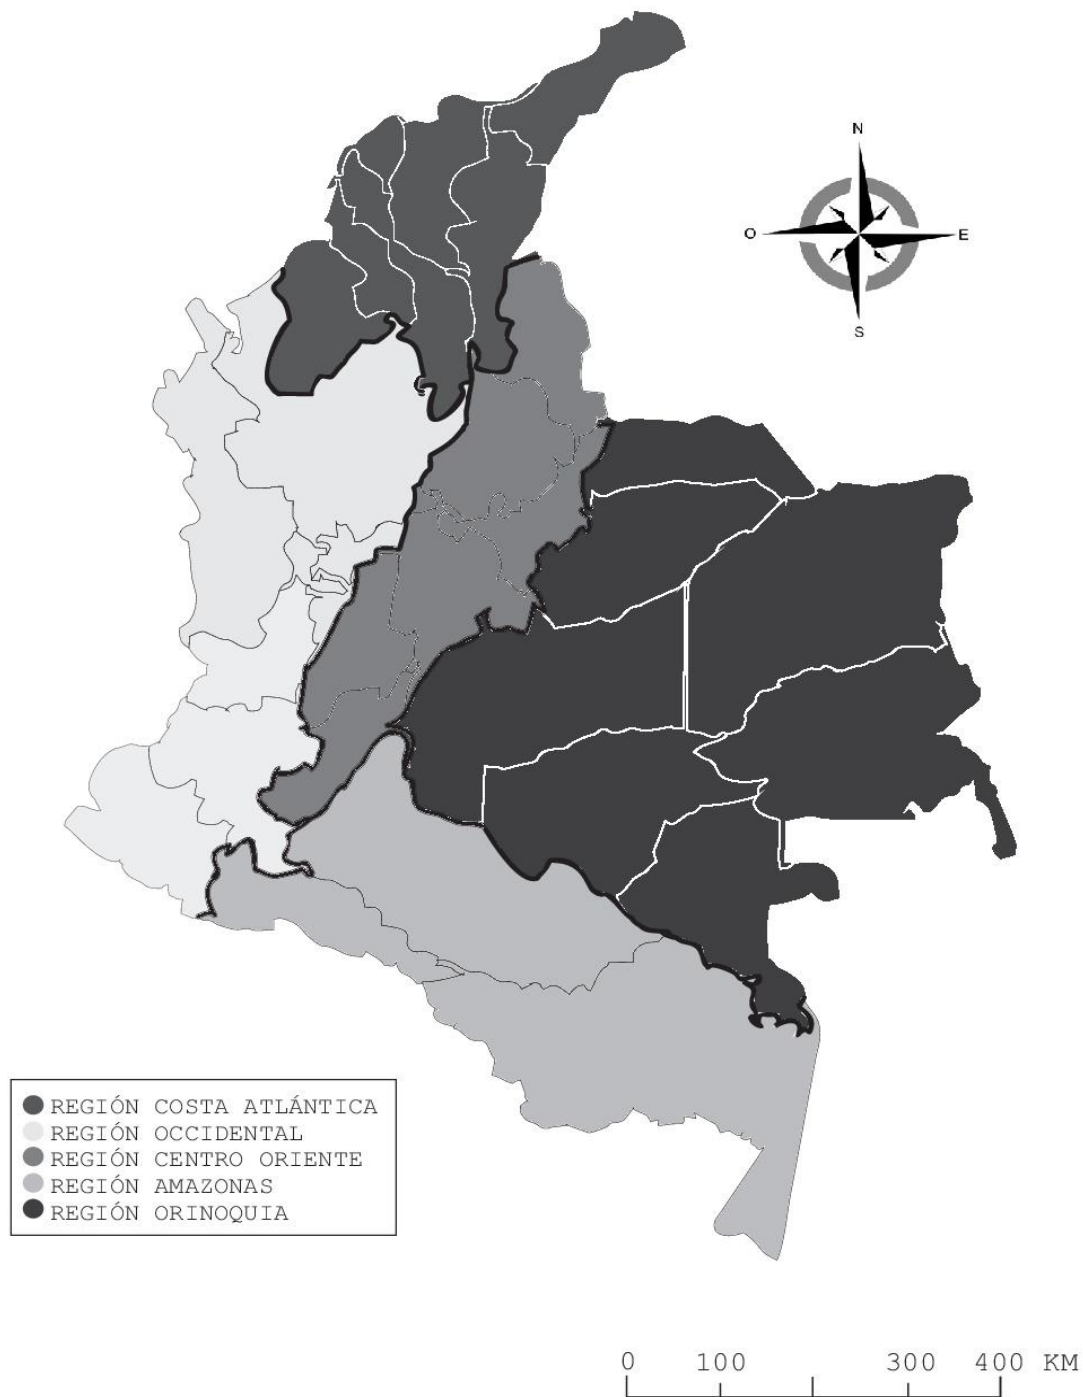 N
O E
S
REGIÓN COSTA ATLÁNTICA
REGIÓN OCCIDENTAL
REGIÓN CENTRO ORIENTE
REGIÓN AMAZONAS
REGIÓN ORINOQUIA
0 100 300 400 KM